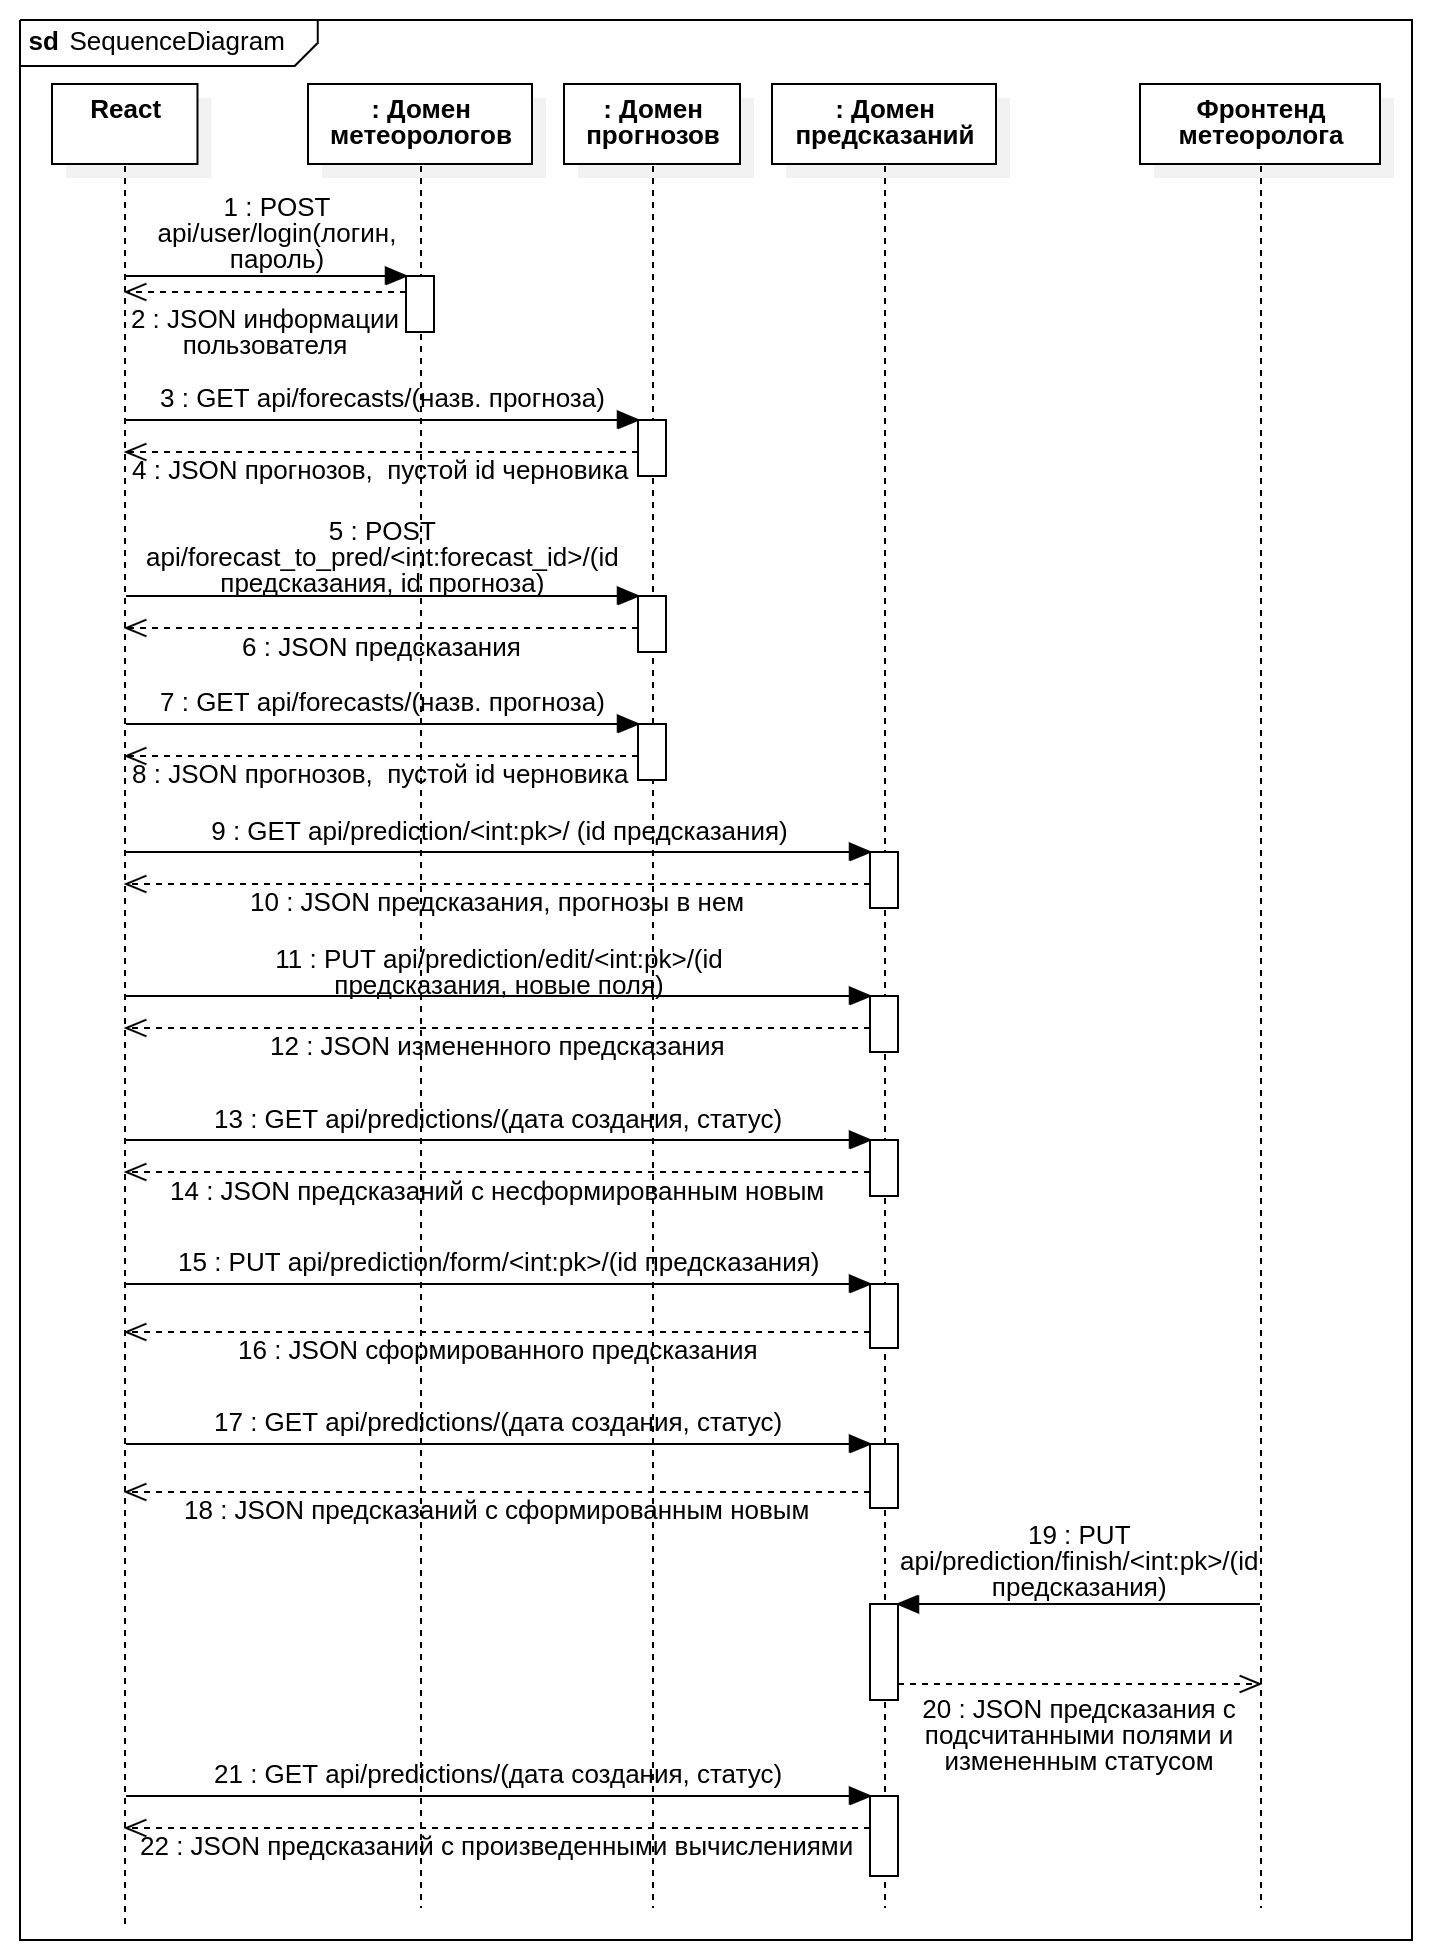 sd SequenceDiagram
React
: Домен
метеорологов
: Домен
прогнозов
: Домен
предсказаний
Фронтенд
метеоролога
1 : POST
api/user/login(логин,
пароль)
2 : JSON информации
пользователя
3 : GET api/forecasts/(назв. прогноза)
4 : JSON прогнозов,  пустой id черновика
5 : POST
api/forecast_to_pred/<int:forecast_id>/(id
предсказания, id прогноза)
6 : JSON предсказания
7 : GET api/forecasts/(назв. прогноза)
8 : JSON прогнозов,  пустой id черновика
9 : GET api/prediction/<int:pk>/ (id предсказания)
10 : JSON предсказания, прогнозы в нем
11 : PUT api/prediction/edit/<int:pk>/(id
предсказания, новые поля)
12 : JSON измененного предсказания
13 : GET api/predictions/(дата создания, статус)
14 : JSON предсказаний с несформированным новым
15 : PUT api/prediction/form/<int:pk>/(id предсказания)
16 : JSON сформированного предсказания
17 : GET api/predictions/(дата создания, статус)
18 : JSON предсказаний с сформированным новым
19 : PUT
api/prediction/finish/<int:pk>/(id
предсказания)
20 : JSON предсказания с
подсчитанными полями и
измененным статусом
21 : GET api/predictions/(дата создания, статус)
22 : JSON предсказаний с произведенными вычислениями